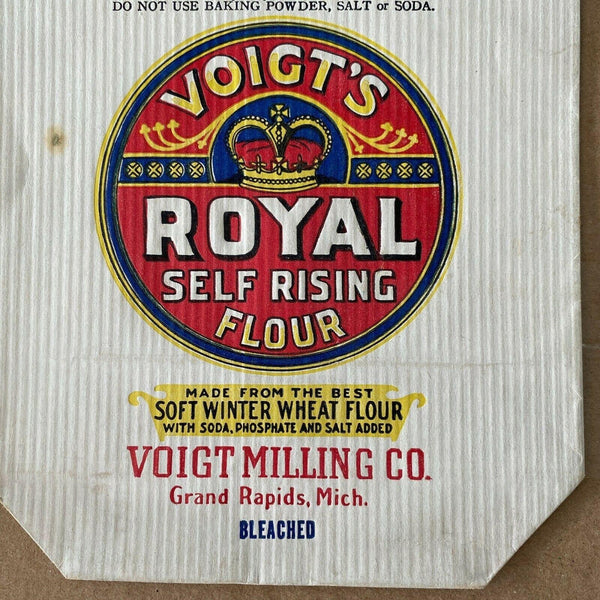 DO NOT USE BAKING POWDER, SALT or SODA.
VOIGT'S
ROYAL
SELF RISING
FLOUR
MADE FROM THE BEST
SOFT WINTER WHEAT FLOUR
WITH SODA, PHOSPHATE AND SALT ADDED
VOIGT MILLING CO.
Grand Rapids, Mich.
BLEACHED